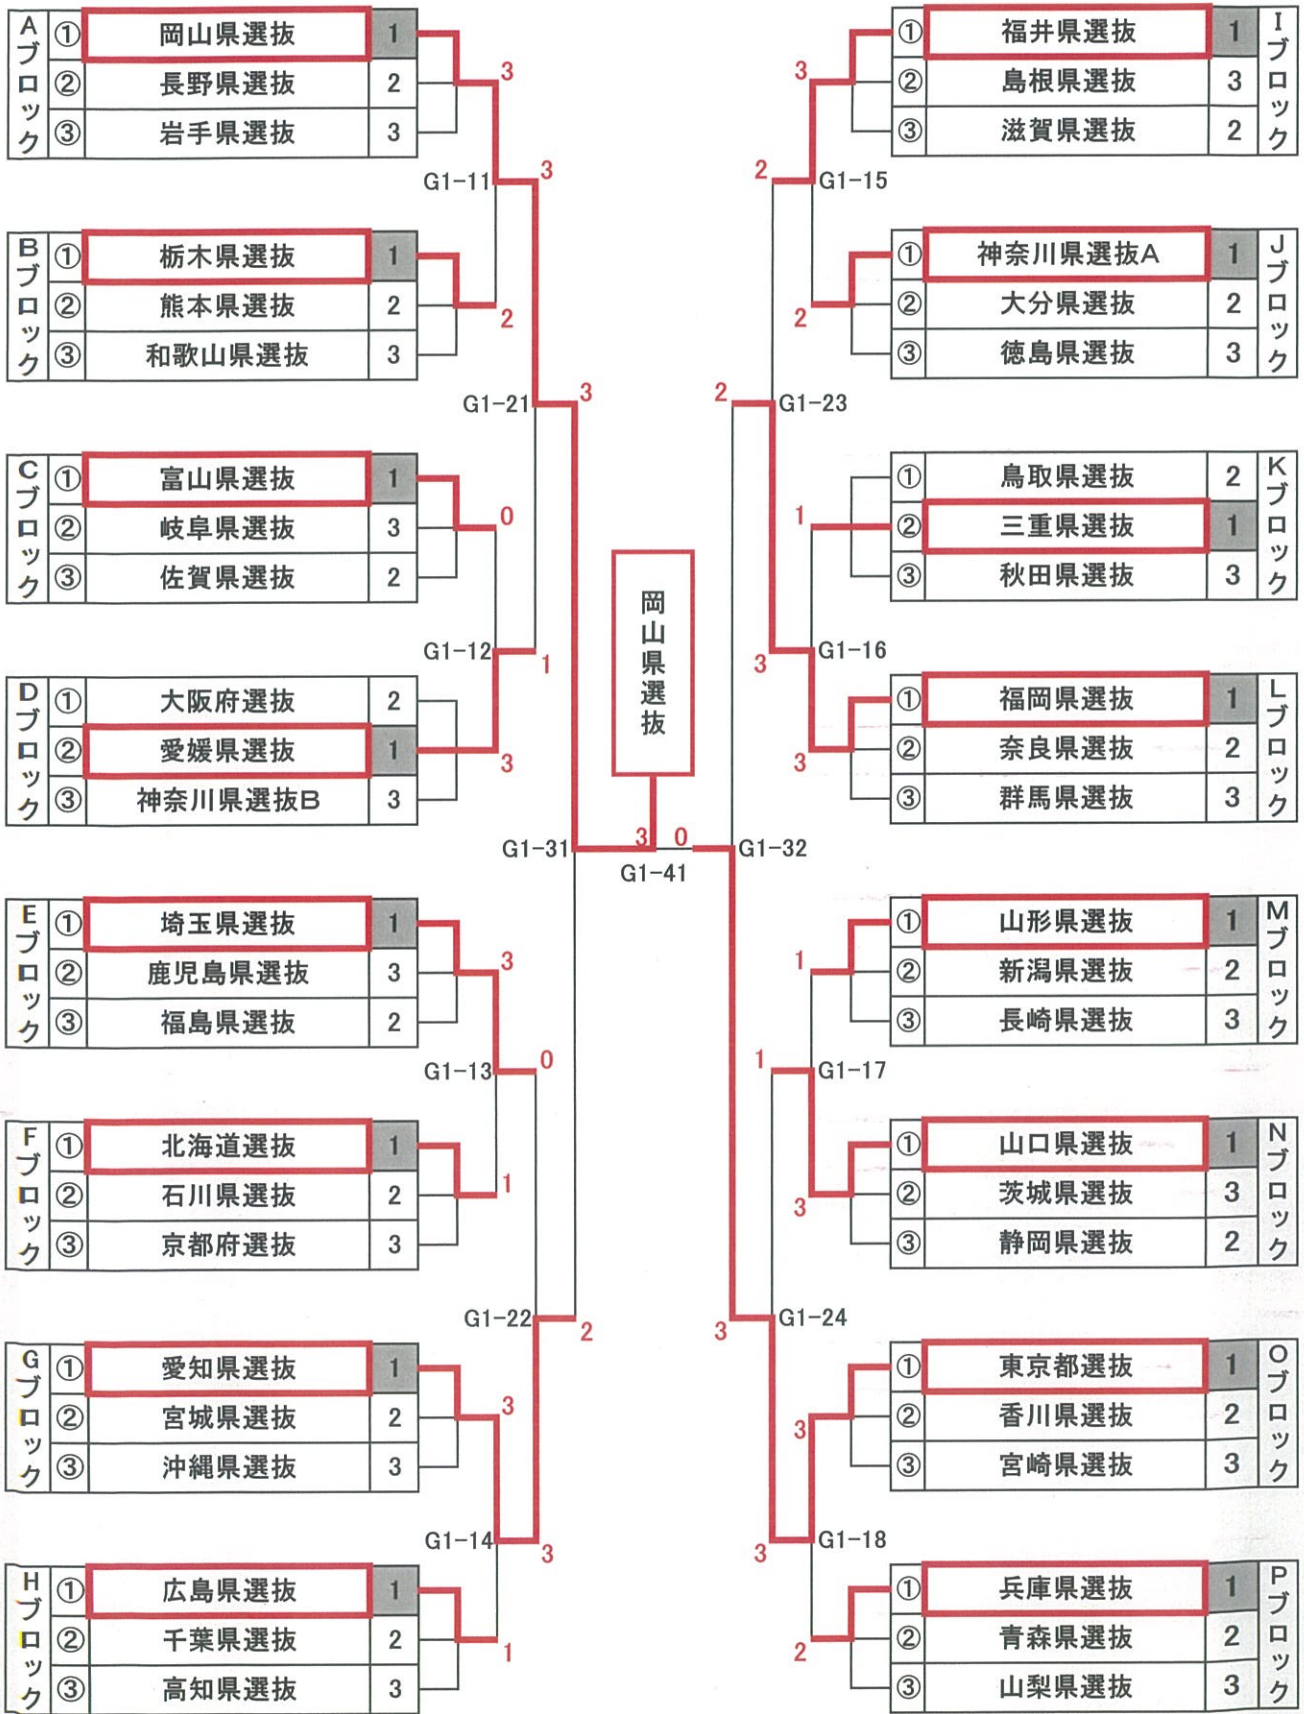 Aブロック
① 岡山県選抜 1
② 長野県選抜 2
③ 岩手県選抜 3
3
G1-11
3
Bブロック
① 栃木県選抜 1
② 熊本県選抜 2
③ 和歌山県選抜 3
2
G1-21
3
Cブロック
① 富山県選抜 1
② 岐阜県選抜 3
③ 佐賀県選抜 2
0
G1-12
1
Dブロック
① 大阪府選抜 2
② 愛媛県選抜 1
③ 神奈川県選抜B 3
3
G1-31
Eブロック
① 埼玉県選抜 1
② 鹿児島県選抜 3
③ 福島県選抜 2
3
G1-13
0
Fブロック
① 北海道選抜 1
② 石川県選抜 2
③ 京都府選抜 3
1
G1-22
2
Gブロック
① 愛知県選抜 1
② 宮城県選抜 2
③ 沖縄県選抜 3
3
G1-14
3
Hブロック
① 広島県選抜 1
② 千葉県選抜 2
③ 高知県選抜 3
1
岡山県選抜
3 0
G1-41
Iブロック
① 福井県選抜 1
② 島根県選抜 3
③ 滋賀県選抜 2
3
2
G1-15
Jブロック
① 神奈川県選抜A 1
② 大分県選抜 2
③ 徳島県選抜 3
2
2
G1-23
Kブロック
① 鳥取県選抜 2
② 三重県選抜 1
③ 秋田県選抜 3
1
3
G1-16
Lブロック
① 福岡県選抜 1
② 奈良県選抜 2
③ 群馬県選抜 3
3
G1-32
Mブロック
① 山形県選抜 1
② 新潟県選抜 2
③ 長崎県選抜 3
1
1
G1-17
Nブロック
① 山口県選抜 1
② 茨城県選抜 3
③ 静岡県選抜 2
3
3
G1-24
Oブロック
① 東京都選抜 1
② 香川県選抜 2
③ 宮崎県選抜 3
3
3
G1-18
Pブロック
① 兵庫県選抜 1
② 青森県選抜 2
③ 山梨県選抜 3
2